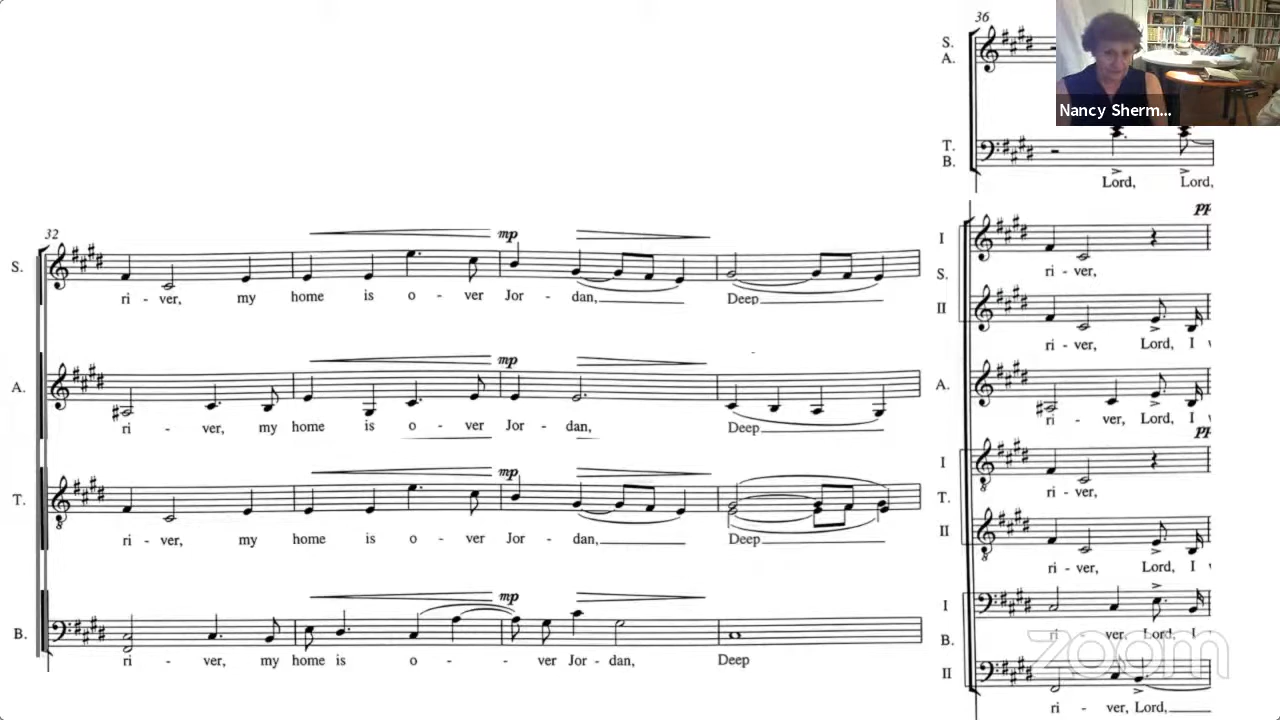 36
S.
A.
Nancy Sherm...
T.
B.
Lord, Lord,
32
mp
S.
ri - ver, my home is o - ver Jor - dan, Deep
mp
A.
ri - ver, my home is o - ver Jor - dan, Deep
mp
T.
ri - ver, my home is o - ver Jor - dan, Deep
mp
B.
ri - ver, my home is o - - ver Jor - dan, Deep
I
ri - ver,
S.
II
ri - ver, Lord, I
A.
ri - ver, Lord, I
I
ri - ver,
T.
II
ri - ver, Lord, I
I
ri - ver, Lord, I
B.
II
ri - ver, Lord,
zoom